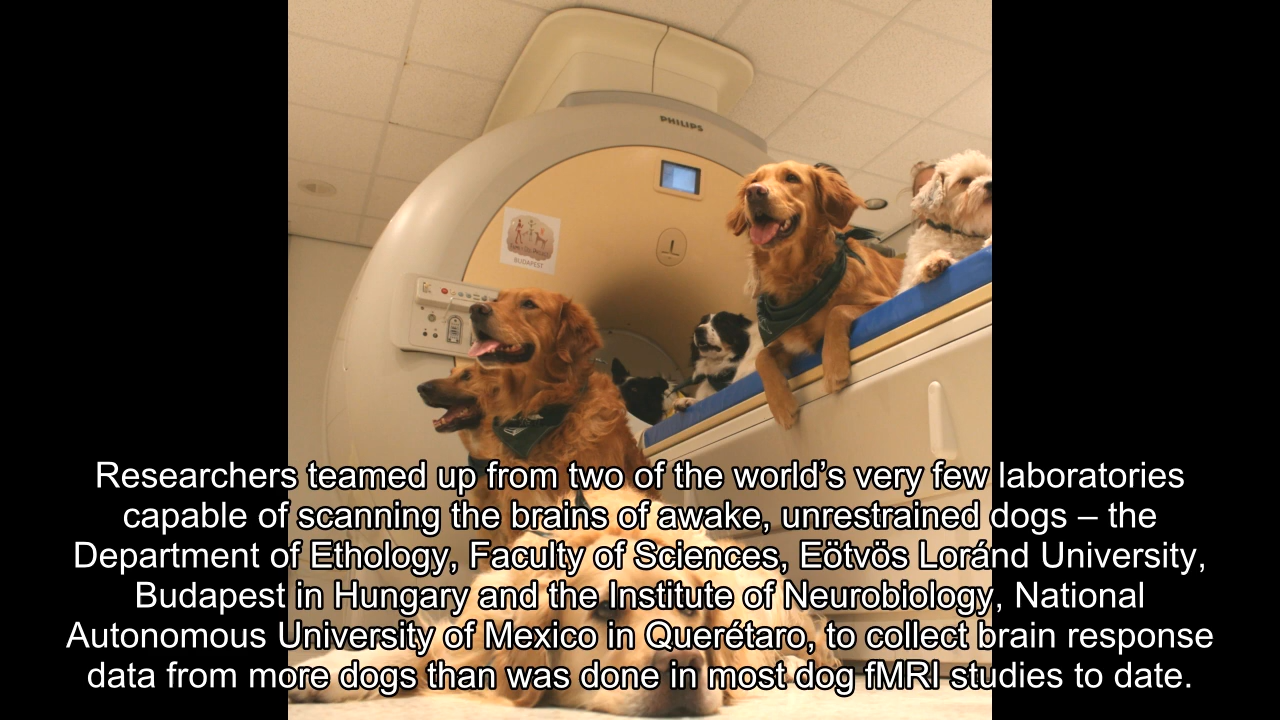 PHILIPS
BUDAPEST
Researchers teamed up from two of the world’s very few laboratories
capable of scanning the brains of awake, unrestrained dogs – the
Department of Ethology, Faculty of Sciences, Eötvös Loránd University,
Budapest in Hungary and the Institute of Neurobiology, National
Autonomous University of Mexico in Querétaro, to collect brain response
data from more dogs than was done in most dog fMRI studies to date.